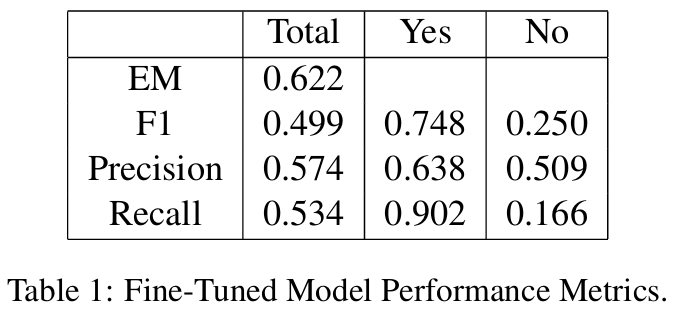 Total Yes No
EM 0.622
F1 0.499 0.748 0.250
Precision 0.574 0.638 0.509
Recall 0.534 0.902 0.166
Table 1: Fine-Tuned Model Performance Metrics.